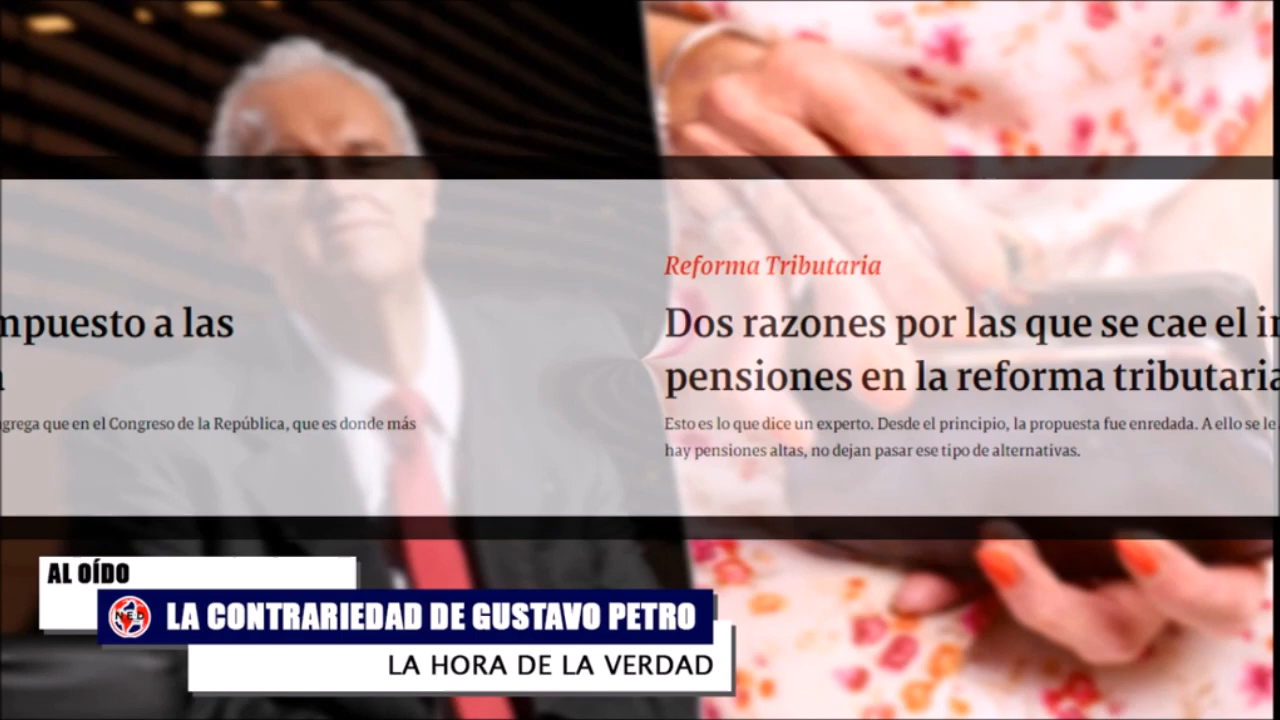 mpuesto a las
grega que en el Congreso de la República, que es donde más
Reforma Tributaria
Dos razones por las que se cae el
pensiones en la reforma tributaria
Esto es lo que dice un experto. Desde el principio, la propuesta fue enredada. A ello se le
hay pensiones altas, no dejan pasar ese tipo de alternativas.
AL OÍDO
LA CONTRARIEDAD DE GUSTAVO PETRO
LA HORA DE LA VERDAD